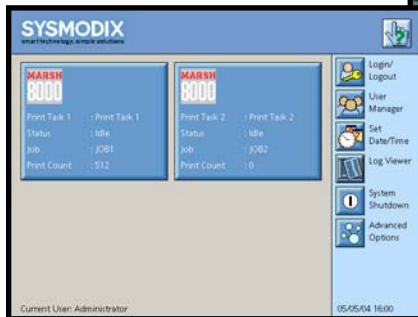 SYSMODIX
smart technology, simple solutions
MARSH
8000
Print Task 1 : Print Task 1
Status : Idle
Job : JOB1
Print Count : 512
MARSH
8000
Print Task 2 : Print Task 2
Status : Idle
Job : JOB2
Print Count : 0
Login/
Logout
User
Manager
Set
Date/Time
Log Viewer
System
Shutdown
Advanced
Options
Current User: Administrator
05/05/04 16:00